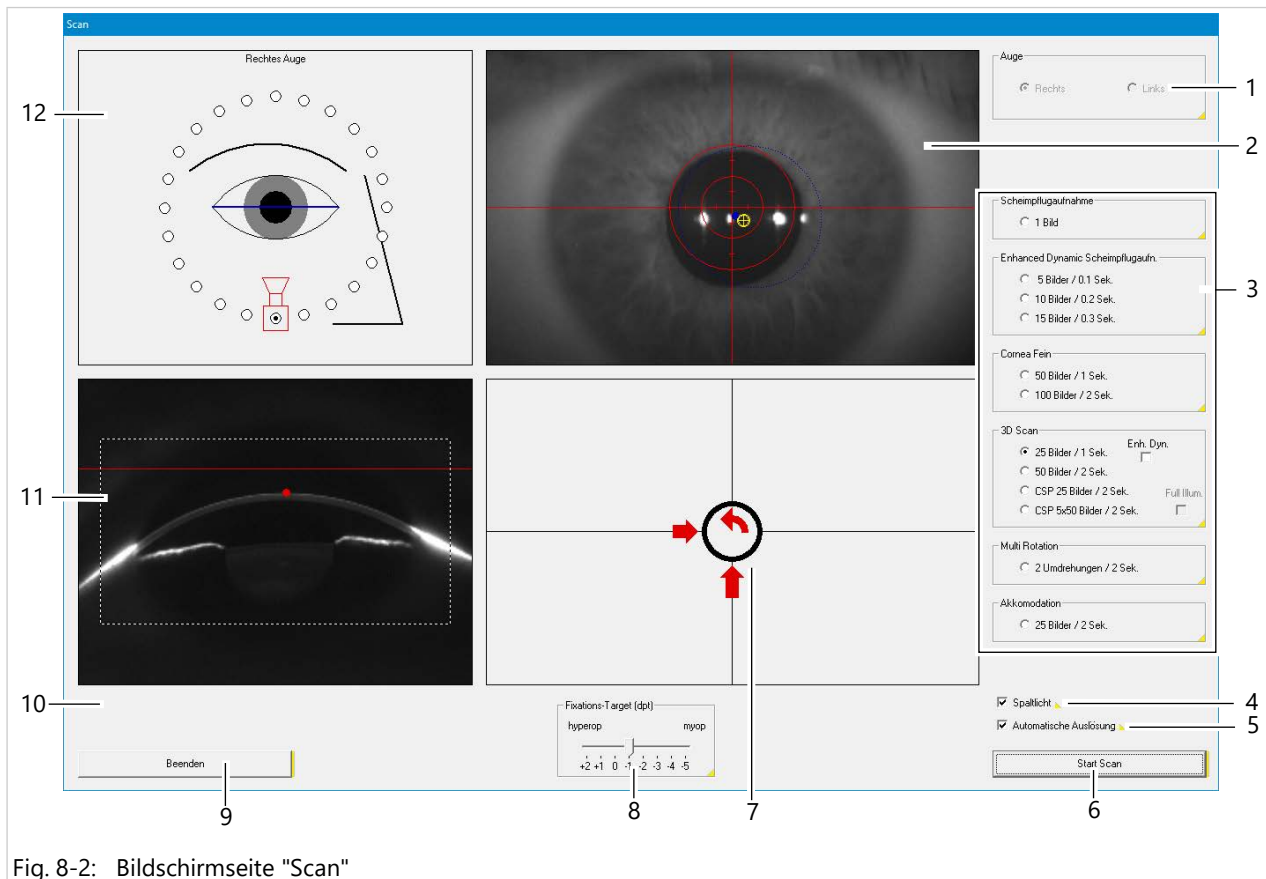 Scan
Rechtes Auge
Auge
Rechts Links
Scheimpflugaufnahme
1 Bild
Enhanced Dynamic Scheimpflugaufn.
5 Bilder / 0.1 Sek.
10 Bilder / 0.2 Sek.
15 Bilder / 0.3 Sek.
Cornea Fein
50 Bilder / 1 Sek.
100 Bilder / 2 Sek.
3D Scan
25 Bilder / 1 Sek. Enh. Dyn.
50 Bilder / 2 Sek.
CSP 25 Bilder / 2 Sek. Full Illum.
CSP 5x50 Bilder / 2 Sek.
Multi Rotation
2 Umdrehungen / 2 Sek.
Akkomodation
25 Bilder / 2 Sek.
Spaltlicht
Automatische Auslösung
Start Scan
Fixations-Target (dpt)
hyperop myop
+2 +1 0 -1 -2 -3 -4 -5
Beenden
1
2
3
4
5
6
7
8
9
10
11
12
Fig. 8-2: Bildschirmseite "Scan"